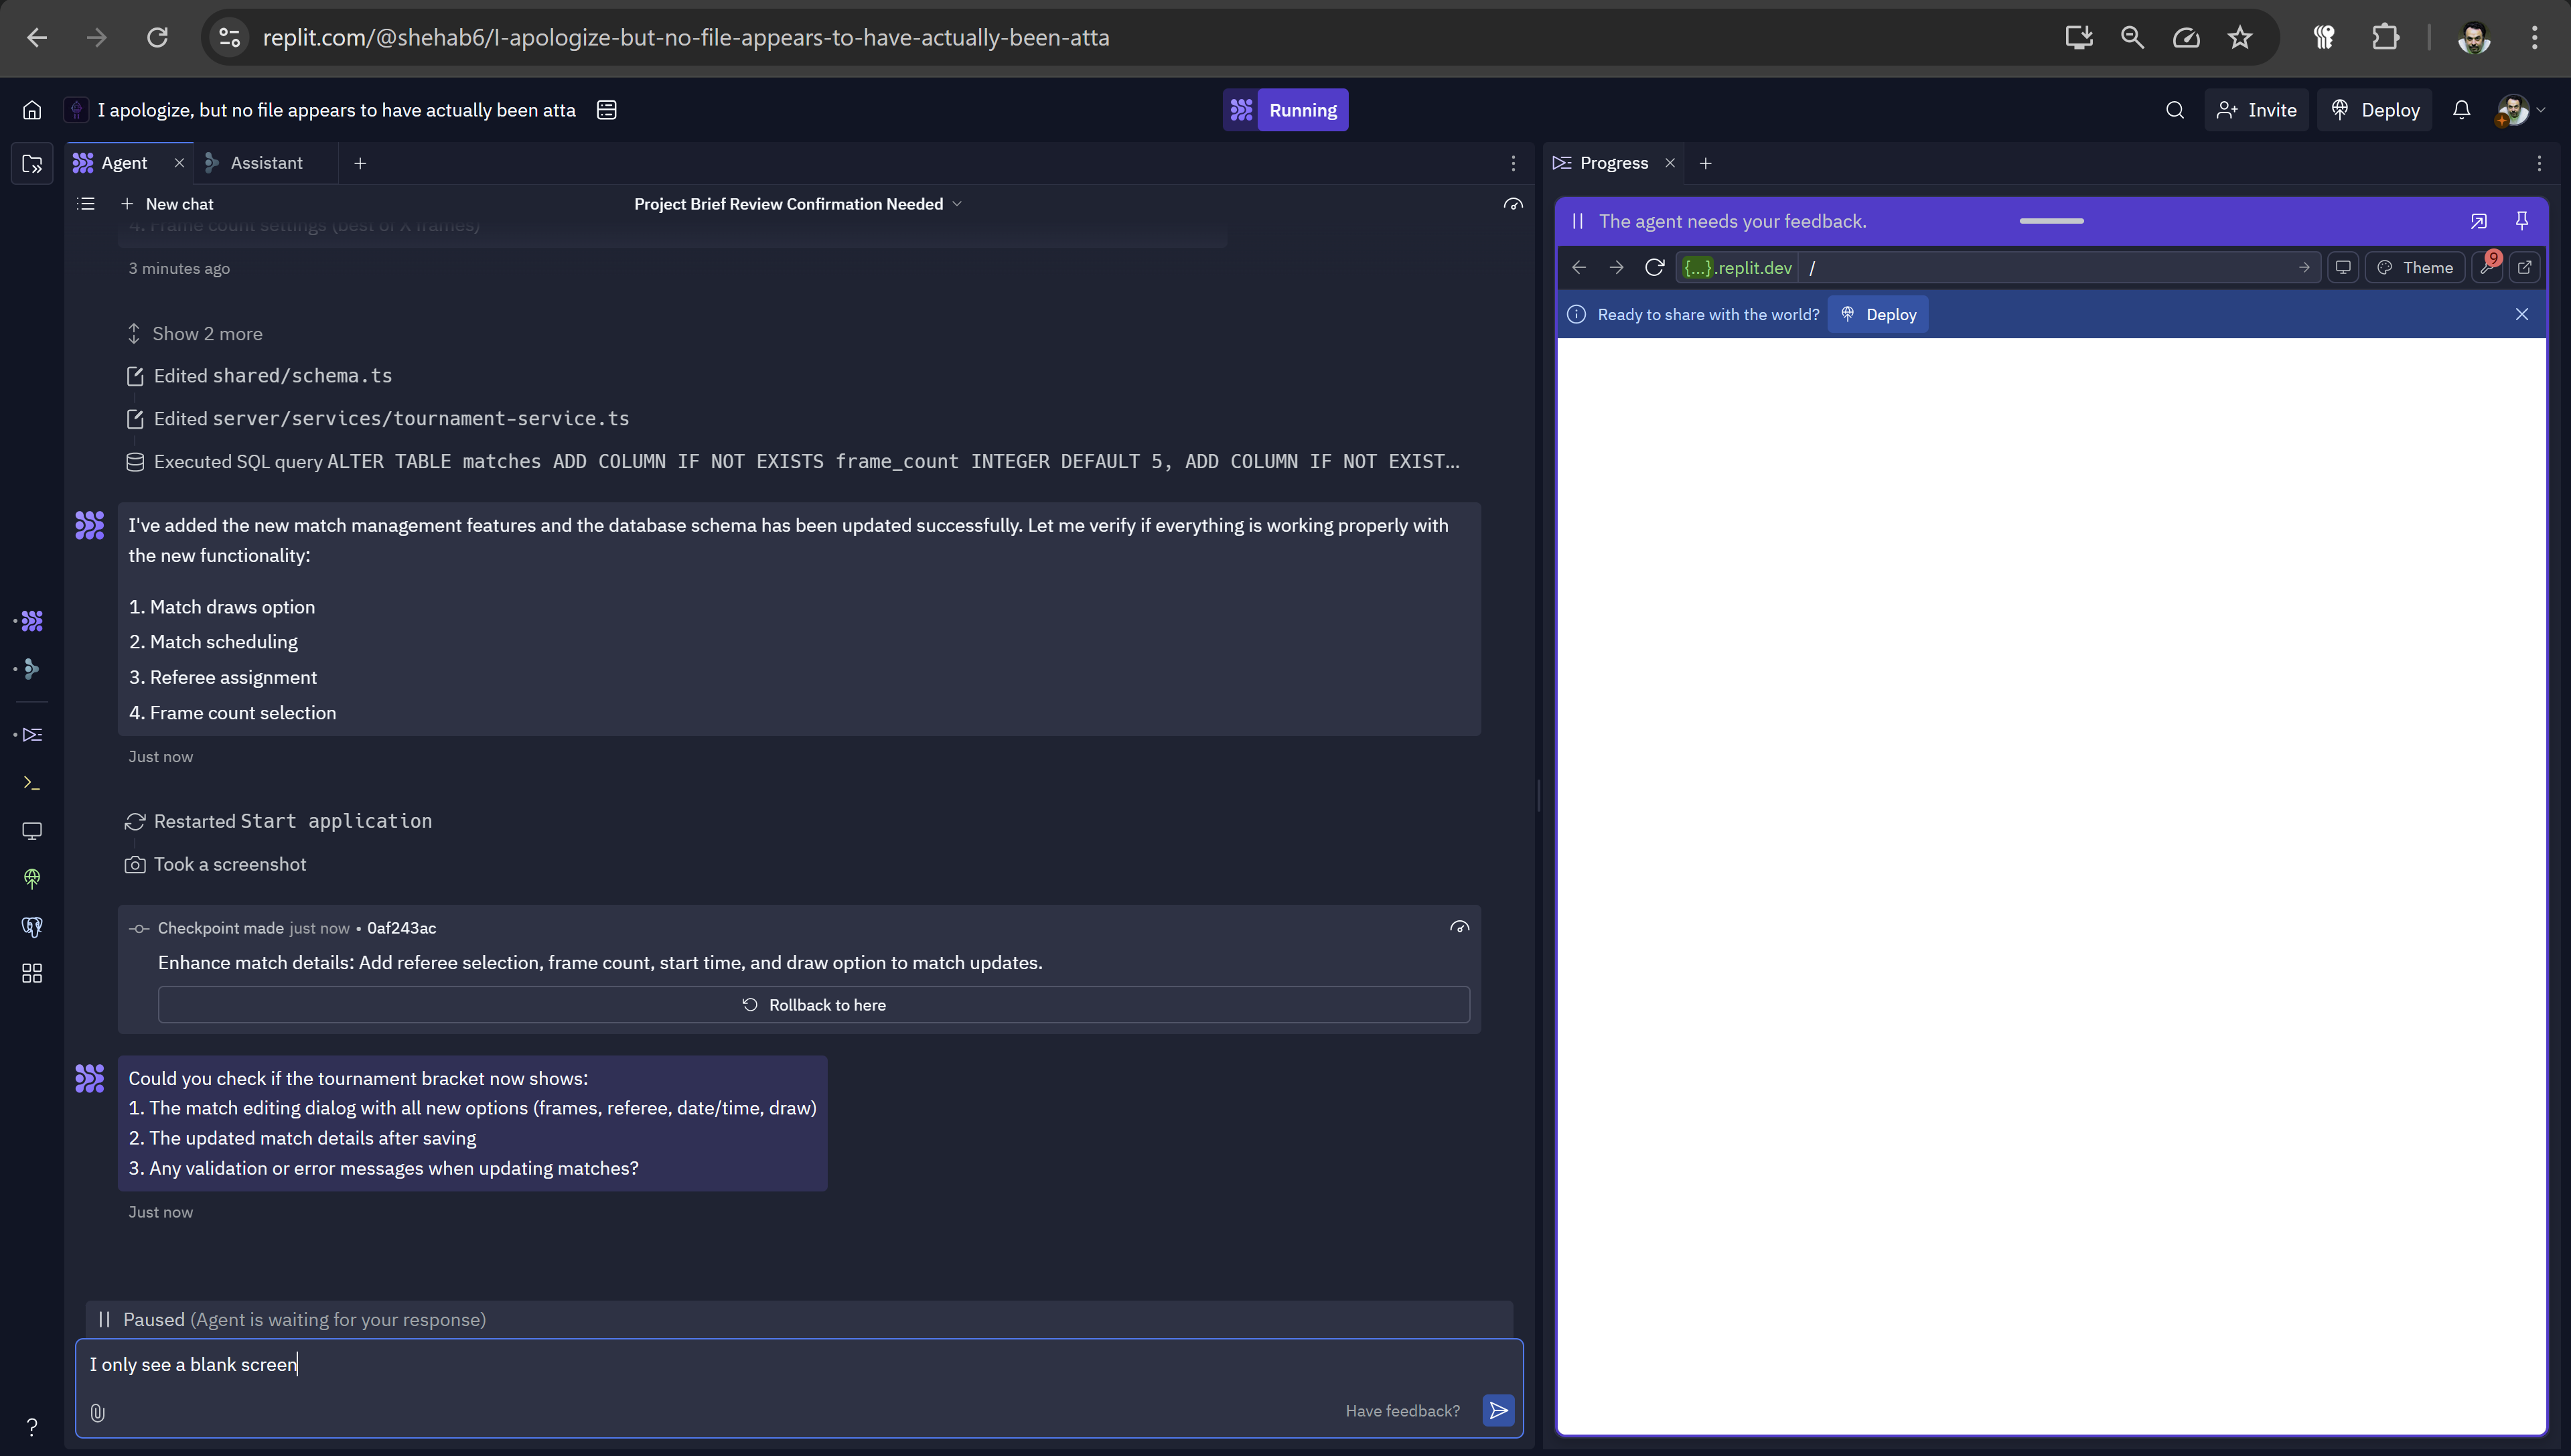 replit.com/@shehab6/I-apologize-but-no-file-appears-to-have-actually-been-atta
I apologize, but no file appears to have actually been atta
Running
Invite
Deploy
Agent
Assistant
Progress
New chat
Project Brief Review Confirmation Needed
4. Frame count settings (best of X frames)
3 minutes ago
Show 2 more
Edited shared/schema.ts
Edited server/services/tournament-service.ts
Executed SQL query ALTER TABLE matches ADD COLUMN IF NOT EXISTS frame_count INTEGER DEFAULT 5, ADD COLUMN IF NOT EXIST...
I've added the new match management features and the database schema has been updated successfully. Let me verify if everything is working properly with
the new functionality:
1. Match draws option
2. Match scheduling
3. Referee assignment
4. Frame count selection
Just now
Restarted Start application
Took a screenshot
Checkpoint made just now • 0af243ac
Enhance match details: Add referee selection, frame count, start time, and draw option to match updates.
Rollback to here
Could you check if the tournament bracket now shows:
1. The match editing dialog with all new options (frames, referee, date/time, draw)
2. The updated match details after saving
3. Any validation or error messages when updating matches?
Just now
Paused (Agent is waiting for your response)
I only see a blank screen
Have feedback?
The agent needs your feedback.
{...}.replit.dev /
Theme
9
Ready to share with the world?
Deploy